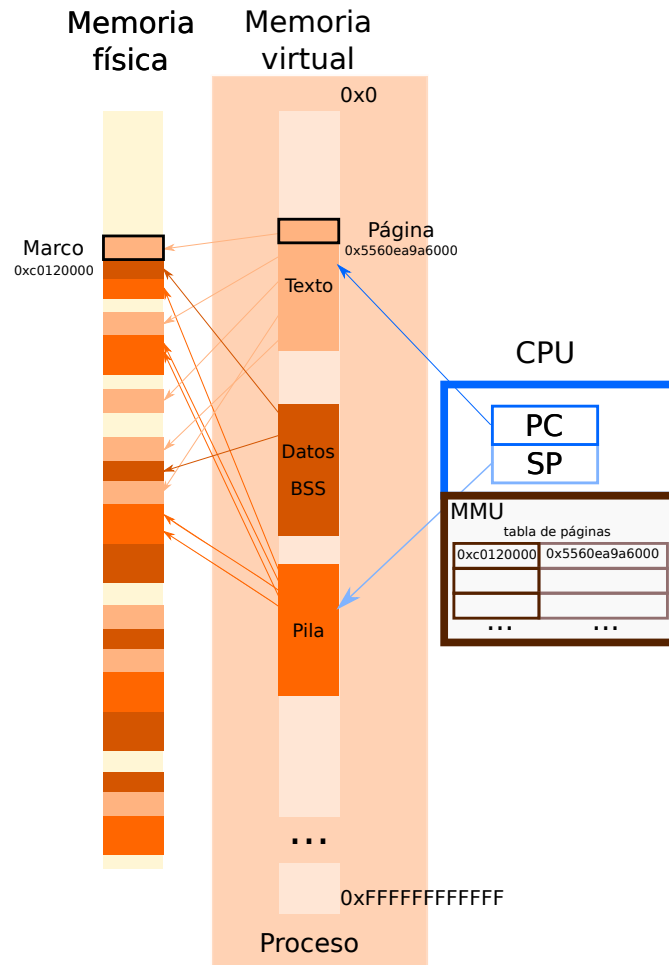 Memoria
física
Memoria
virtual
0x0
Marco
0xc0120000
Página
0x5560ea9a6000
Texto
Datos
BSS
Pila
...
0xFFFFFFFFFFFF
Proceso
CPU
PC
SP
MMU
tabla de páginas
0xc0120000 0x5560ea9a6000
... ...